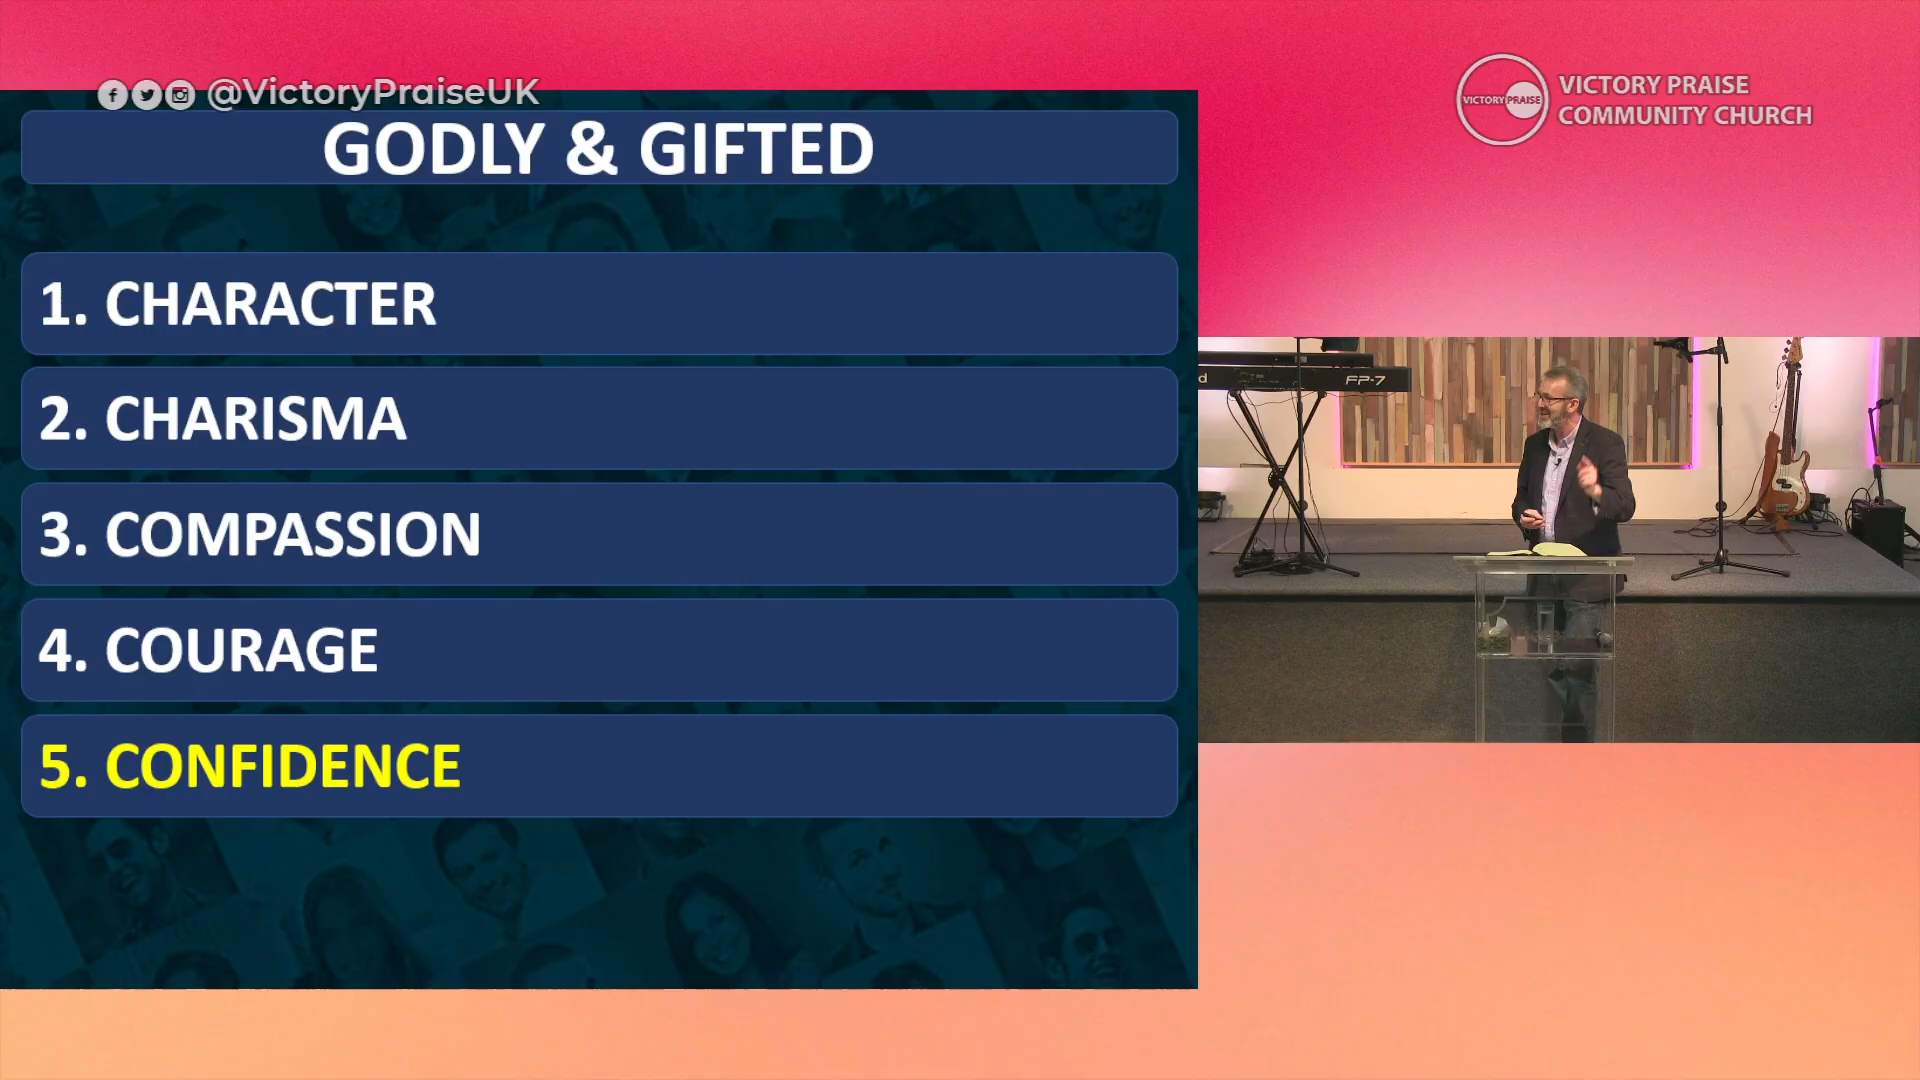 @VictoryPraiseUK
VICTORY PRAISE
VICTORY PRAISE
COMMUNITY CHURCH
GODLY & GIFTED
1. CHARACTER
2. CHARISMA
3. COMPASSION
4. COURAGE
5. CONFIDENCE
FP-7